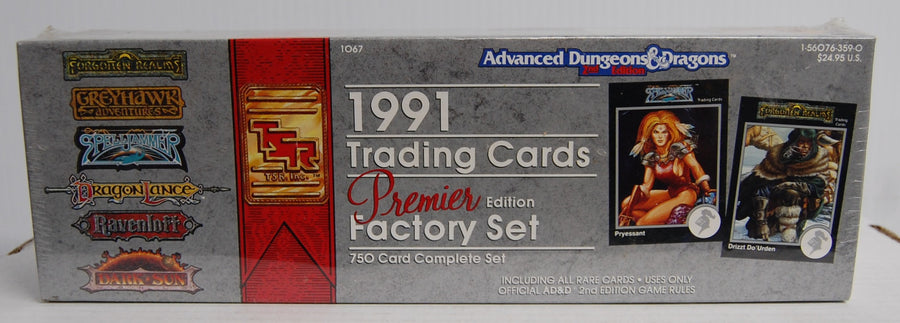 FORGOTTEN REALMS
GREYHAWK
ADVENTURES
SPELLJAMMER
DRAGONLANCE
RAVENLOFT
DARK SUN
TSR
TSR, Inc.
1067
1991
Trading Cards
Premier Edition
Factory Set
750 Card Complete Set
Advanced Dungeons & Dragons™
2nd Edition
1-56076-359-0
$24.95 U.S.
SPELLJAMMER
Trading Cards
Pryessant
FORGOTTEN REALMS
Trading
Cards
Drizzt Do'Urden
INCLUDING ALL RARE CARDS • USES ONLY
OFFICIAL AD&D® 2nd EDITION GAME RULES